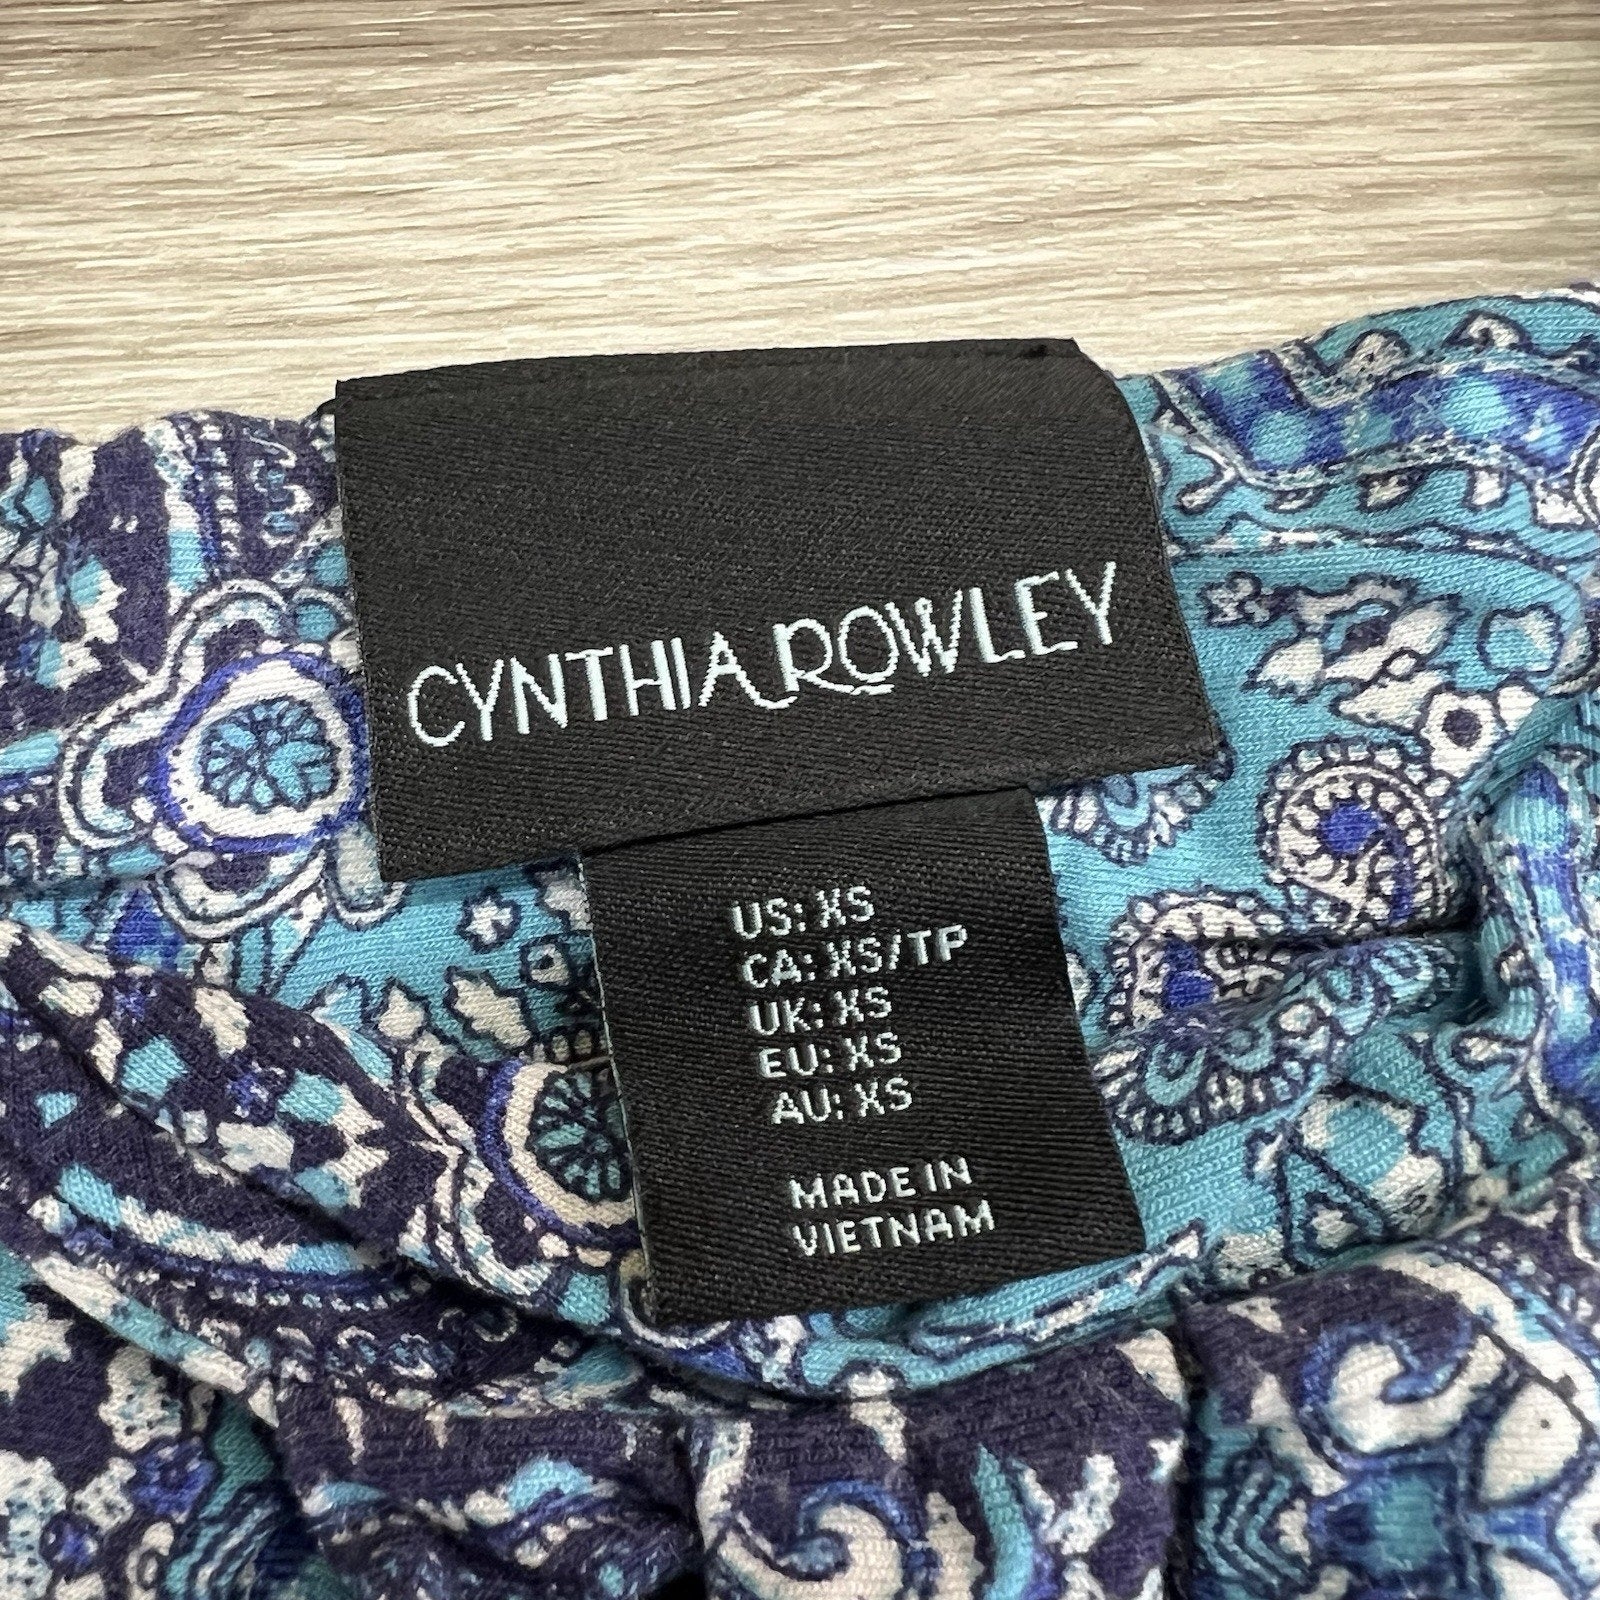 CYNTHIA ROWLEY
US: XS
CA: XS/TP
UK: XS
EU: XS
AU: XS
MADE IN
VIETNAM